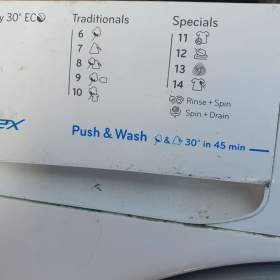 y 30° ECO
Traditionals
6
7
8
9
10
Specials
11
12
13
14
Rinse + Spin
Spin + Drain
ex
Push & Wash & 30° in 45 min